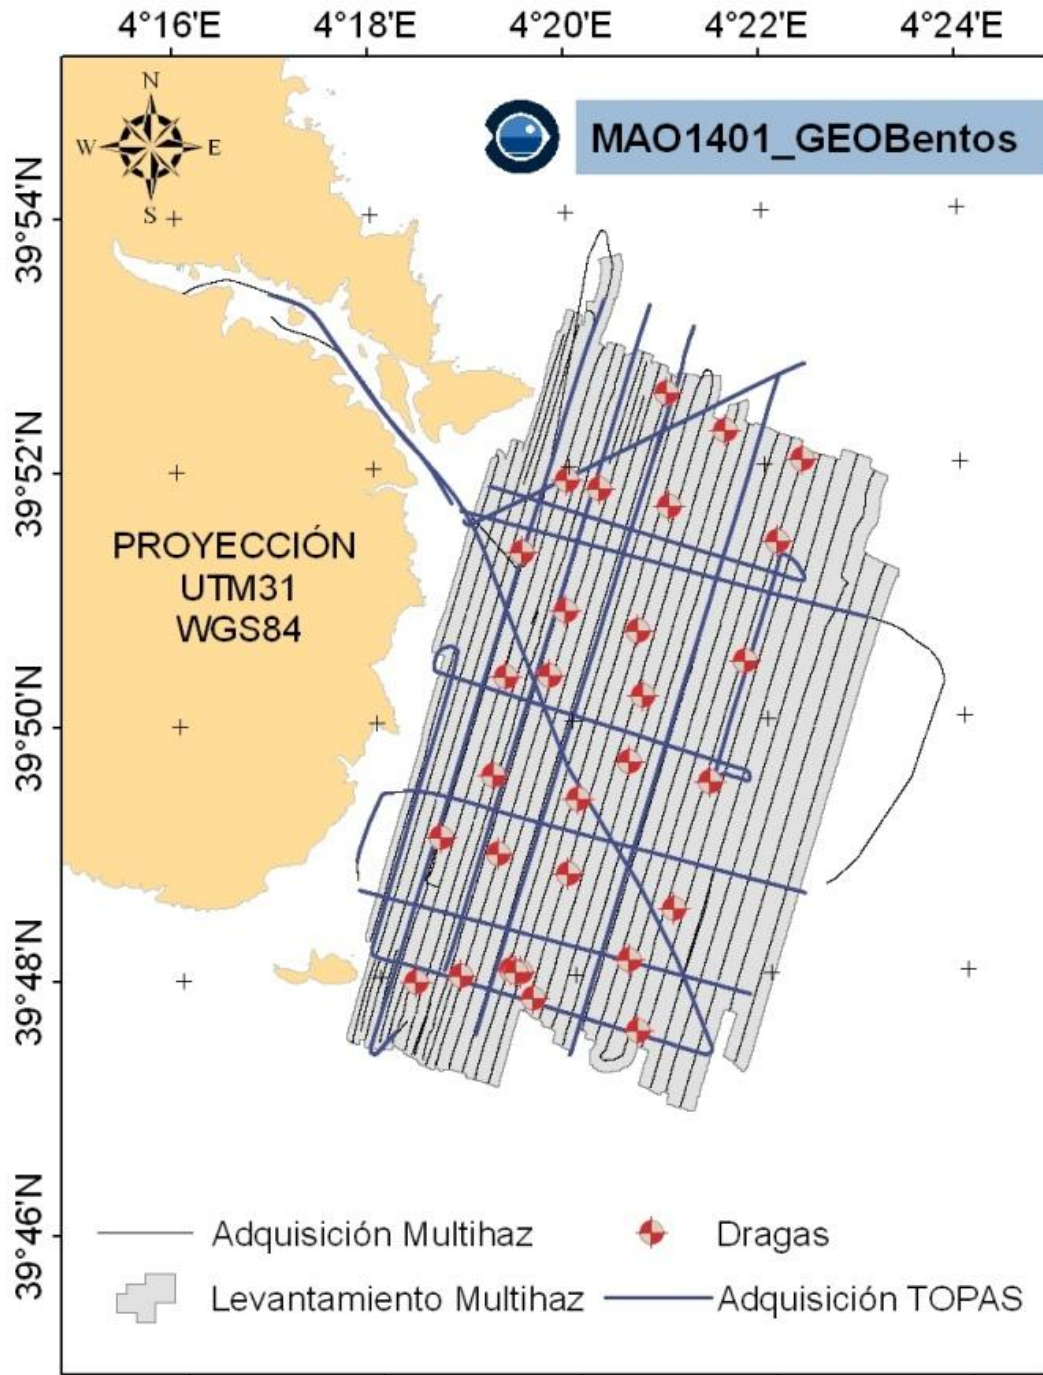 4°16'E 4°18'E 4°20'E 4°22'E 4°24'E
N
W E
S
MAO1401_GEOBentos
39°54'N
39°52'N
PROYECCIÓN
UTM31
WGS84
39°50'N
39°48'N
39°46'N
Adquisición Multihaz Dragas
Levantamiento Multihaz Adquisición TOPAS